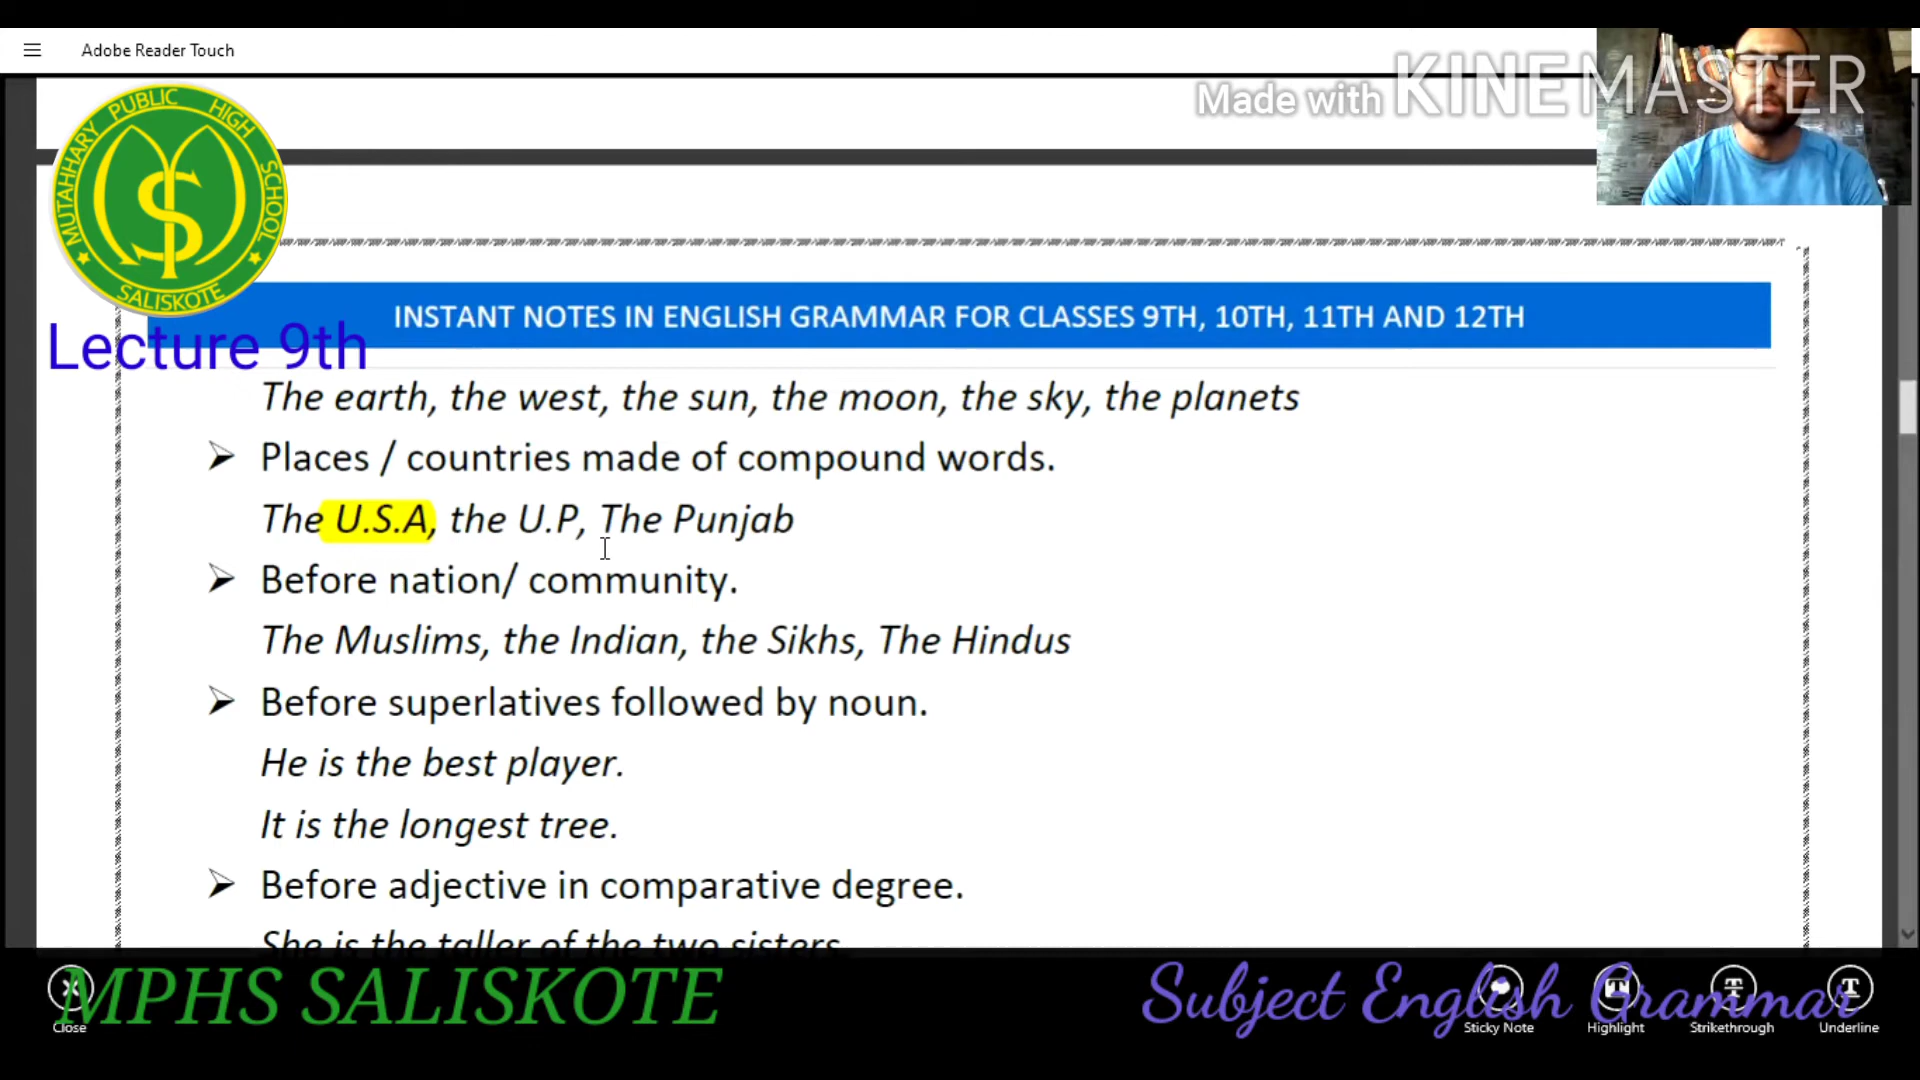 Adobe Reader Touch
Made with KINEMASTER
MUTAHHARY PUBLIC HIGH SCHOOL
SALISKOTE
INSTANT NOTES IN ENGLISH GRAMMAR FOR CLASSES 9TH, 10TH, 11TH AND 12TH
Lecture 9th
The earth, the west, the sun, the moon, the sky, the planets
Places / countries made of compound words.
The U.S.A, the U.P, The Punjab
Before nation/ community.
The Muslims, the Indian, the Sikhs, The Hindus
Before superlatives followed by noun.
He is the best player.
It is the longest tree.
Before adjective in comparative degree.
She is the taller of the two sisters
MPHS SALISKOTE
Subject English Grammar
Close
Sticky Note
Highlight
Strikethrough
Underline